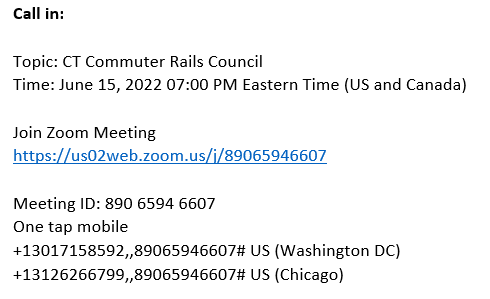 Call in:
Topic: CT Commuter Rails Council
Time: June 15, 2022 07:00 PM Eastern Time (US and Canada)
Join Zoom Meeting
https://us02web.zoom.us/j/89065946607
Meeting ID: 890 6594 6607
One tap mobile
+13017158592,,89065946607# US (Washington DC)
+13126266799,,89065946607# US (Chicago)